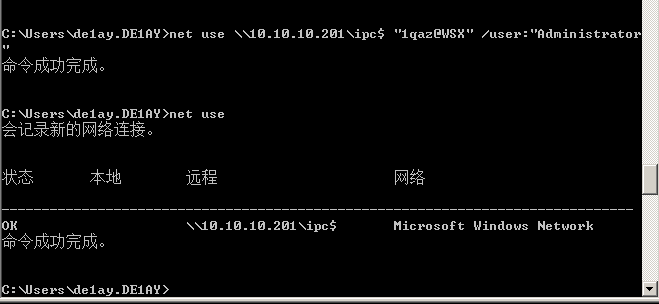 C:\Users\de1ay.DE1AY>net use \\10.10.10.201\ipc$ "1qaz@WSX" /user:"Administrator
"
命令成功完成。
C:\Users\de1ay.DE1AY>net use
会记录新的网络连接。
状态 本地 远程 网络
-------------------------------------------------------------------------------
OK \\10.10.10.201\ipc$ Microsoft Windows Network
命令成功完成。
C:\Users\de1ay.DE1AY>